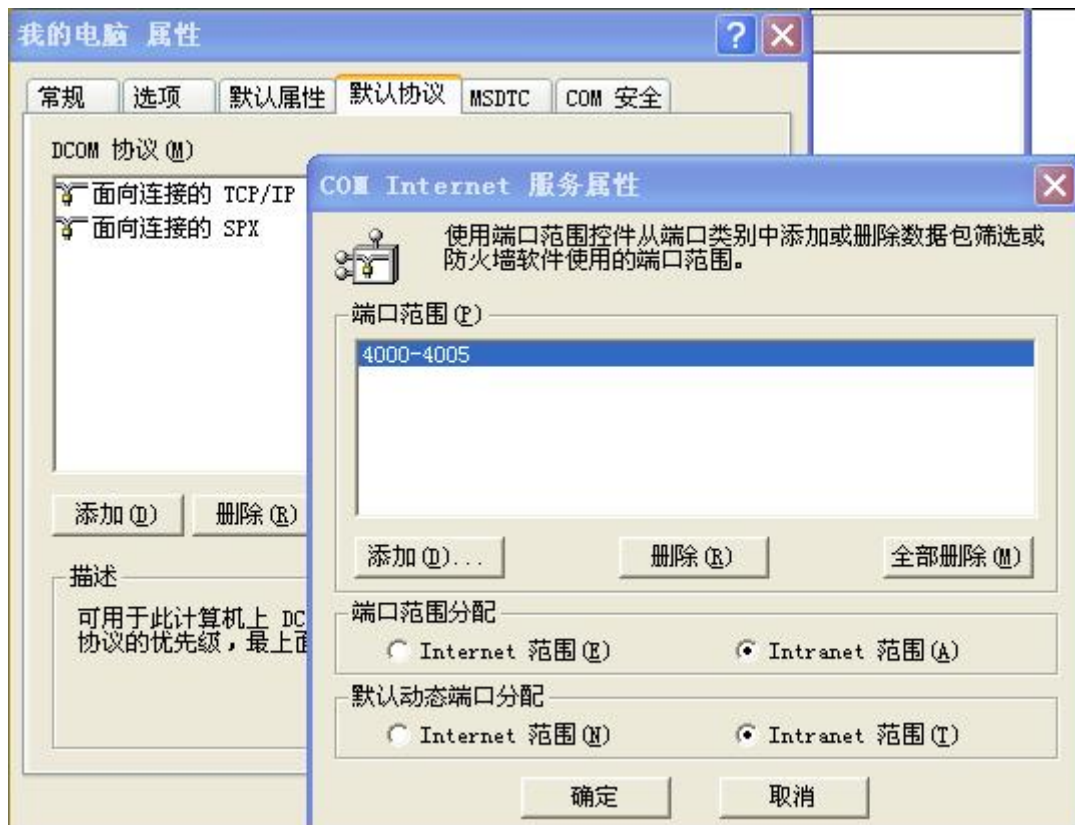 我的电脑 属性
常规 选项 默认属性 默认协议 MSDTC COM 安全
DCOM 协议(M)
面向连接的 TCP/IP
面向连接的 SPX
添加(D) 删除(R)
描述
可用于此计算机上 DC
协议的优先级，最上面
COM Internet 服务属性
使用端口范围控件从端口类别中添加或删除数据包筛选或
防火墙软件使用的端口范围。
端口范围(P)
4000-4005
添加(D)... 删除(R) 全部删除(M)
端口范围分配
Internet 范围(E) Intranet 范围(A)
默认动态端口分配
Internet 范围(N) Intranet 范围(T)
确定 取消